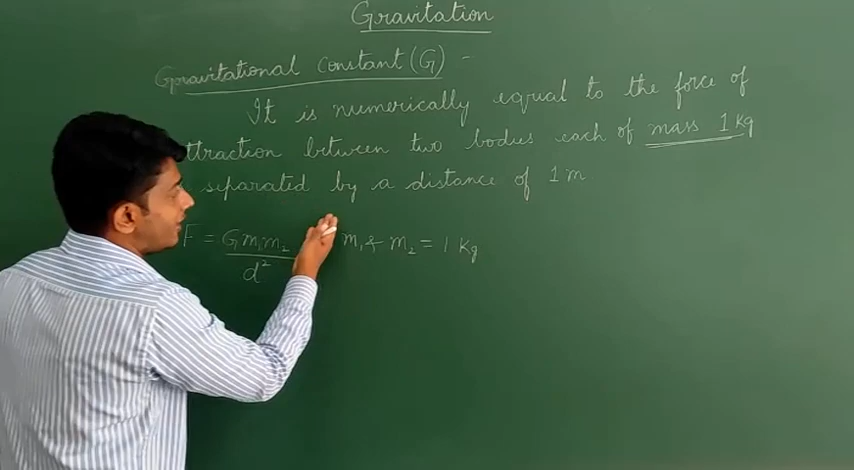 Gravitation
Gravitational constant (G) -
It is numerically equal to the force of
ttraction between two bodies each of mass 1 kg
separated by a distance of 1 m
F = G m₁m₂ / d² m₁ & m₂ = 1 kg